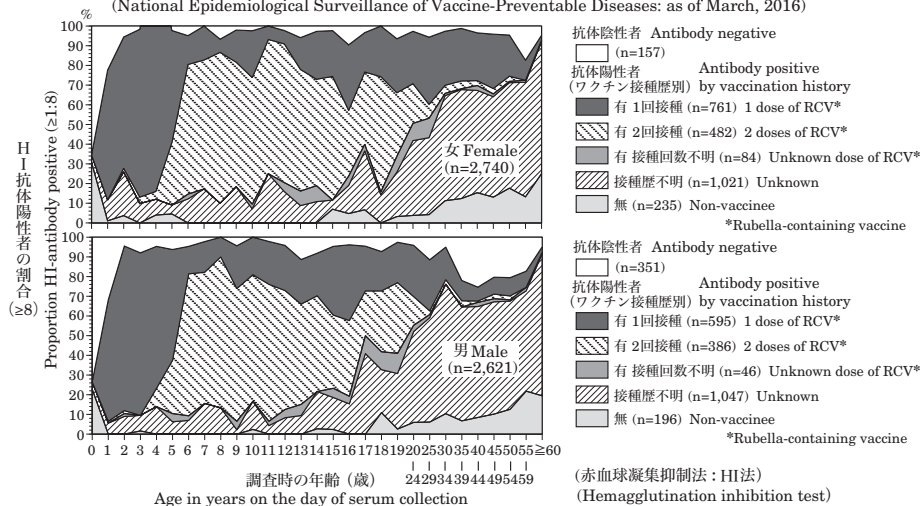 (National Epidemiological Surveillance of Vaccine-Preventable Diseases: as of March, 2016)
%
100
90
80
70
60
50
40
30
20
10
0
女 Female
(n=2,740)
抗体陰性者 Antibody negative
(n=157)
抗体陽性者 Antibody positive
(ワクチン接種歴別) by vaccination history
有 1回接種 (n=761) 1 dose of RCV*
有 2回接種 (n=482) 2 doses of RCV*
有 接種回数不明 (n=84) Unknown dose of RCV*
接種歴不明 (n=1,021) Unknown
無 (n=235) Non-vaccinee
*Rubella-containing vaccine
HI抗体陽性者の割合(≥8)
Proportion HI-antibody positive (≥1:8)
100
90
80
70
60
50
40
30
20
10
0
男 Male
(n=2,621)
抗体陰性者 Antibody negative
(n=351)
抗体陽性者 Antibody positive
(ワクチン接種歴別) by vaccination history
有 1回接種 (n=595) 1 dose of RCV*
有 2回接種 (n=386) 2 doses of RCV*
有 接種回数不明 (n=46) Unknown dose of RCV*
接種歴不明 (n=1,047) Unknown
無 (n=196) Non-vaccinee
*Rubella-containing vaccine
0 1 2 3 4 5 6 7 8 9 10 11 12 13 14 15 16 17 18 19 20 25 30 35 40 45 50 55 ≥60
24 29 34 39 44 49 54 59
調査時の年齢（歳）
Age in years on the day of serum collection
(赤血球凝集抑制法：HI法)
(Hemagglutination inhibition test)